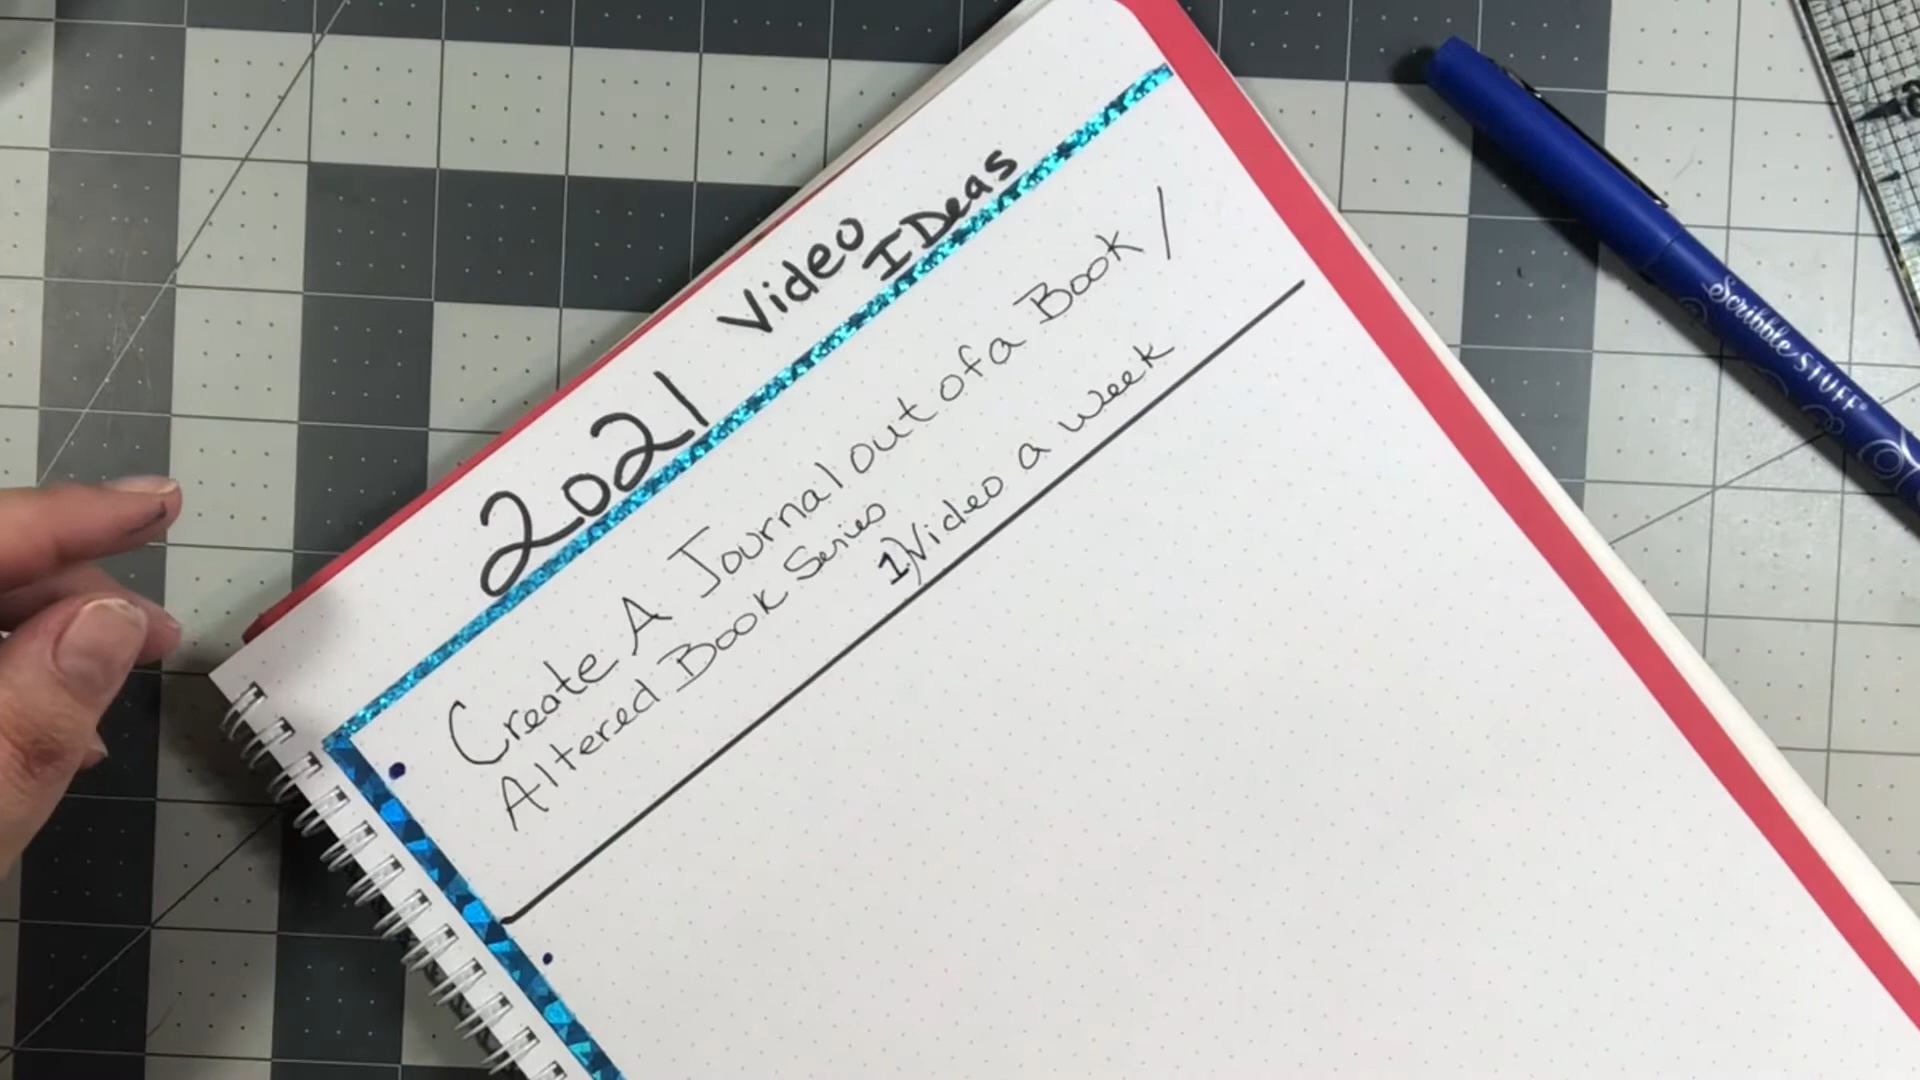 2021 Video IDeas
Create A Journal out of a Book /
Altered Book Series
1) Video a week
Scribble STUFF